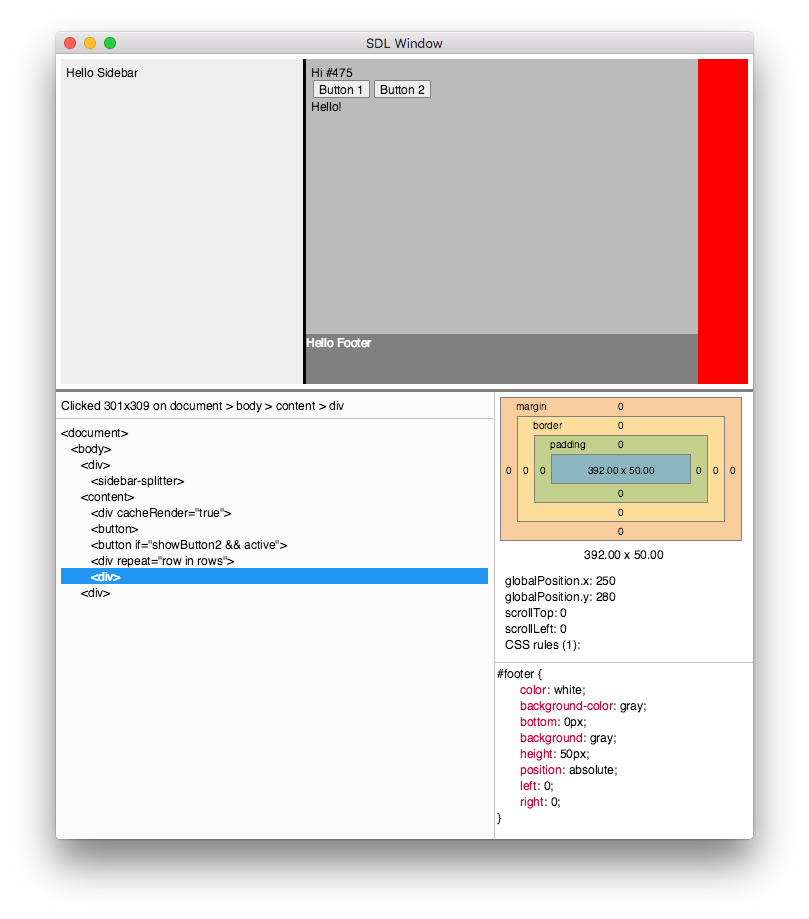 SDL Window
Hello Sidebar
Hi #475
Button 1 Button 2
Hello!
Hello Footer
Clicked 301x309 on document > body > content > div
<document>
<body>
<div>
<sidebar-splitter>
<content>
<div cacheRender="true">
<button>
<button if="showButton2 && active">
<div repeat="row in rows">
<div>
<div>
margin 0
border 0
padding 0
0 0 0 392.00 x 50.00 0 0 0
0
0
0
392.00 x 50.00
globalPosition.x: 250
globalPosition.y: 280
scrollTop: 0
scrollLeft: 0
CSS rules (1):
#footer {
color: white;
background-color: gray;
bottom: 0px;
background: gray;
height: 50px;
position: absolute;
left: 0;
right: 0;
}